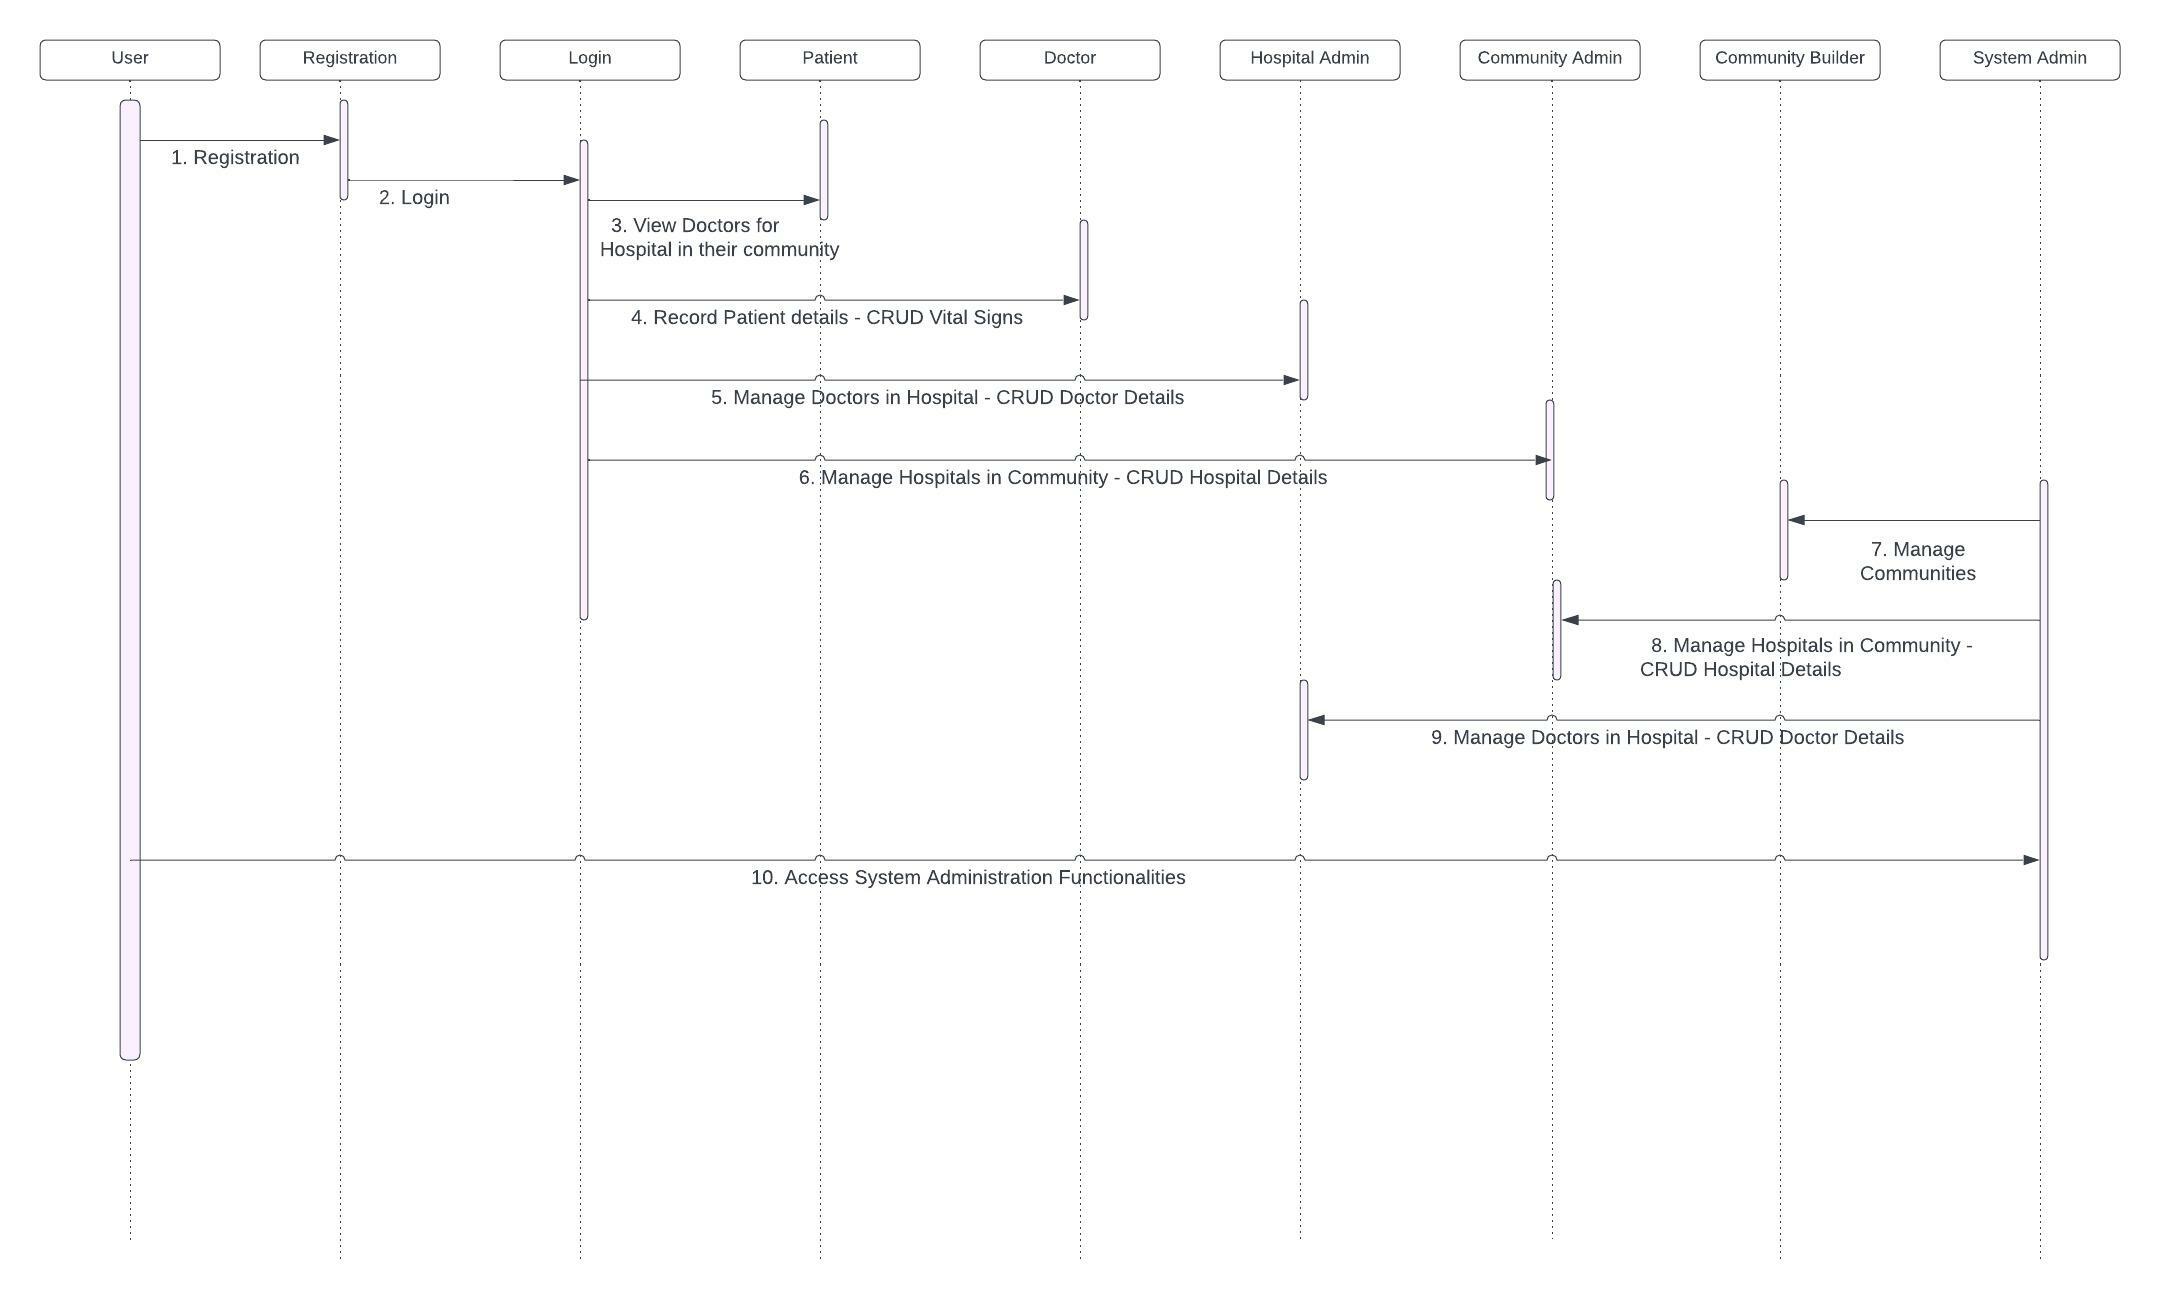 User
Registration
Login
Patient
Doctor
Hospital Admin
Community Admin
Community Builder
System Admin
1. Registration
2. Login
3. View Doctors for
Hospital in their community
4. Record Patient details - CRUD Vital Signs
5. Manage Doctors in Hospital - CRUD Doctor Details
6. Manage Hospitals in Community - CRUD Hospital Details
7. Manage
Communities
8. Manage Hospitals in Community -
CRUD Hospital Details
9. Manage Doctors in Hospital - CRUD Doctor Details
10. Access System Administration Functionalities